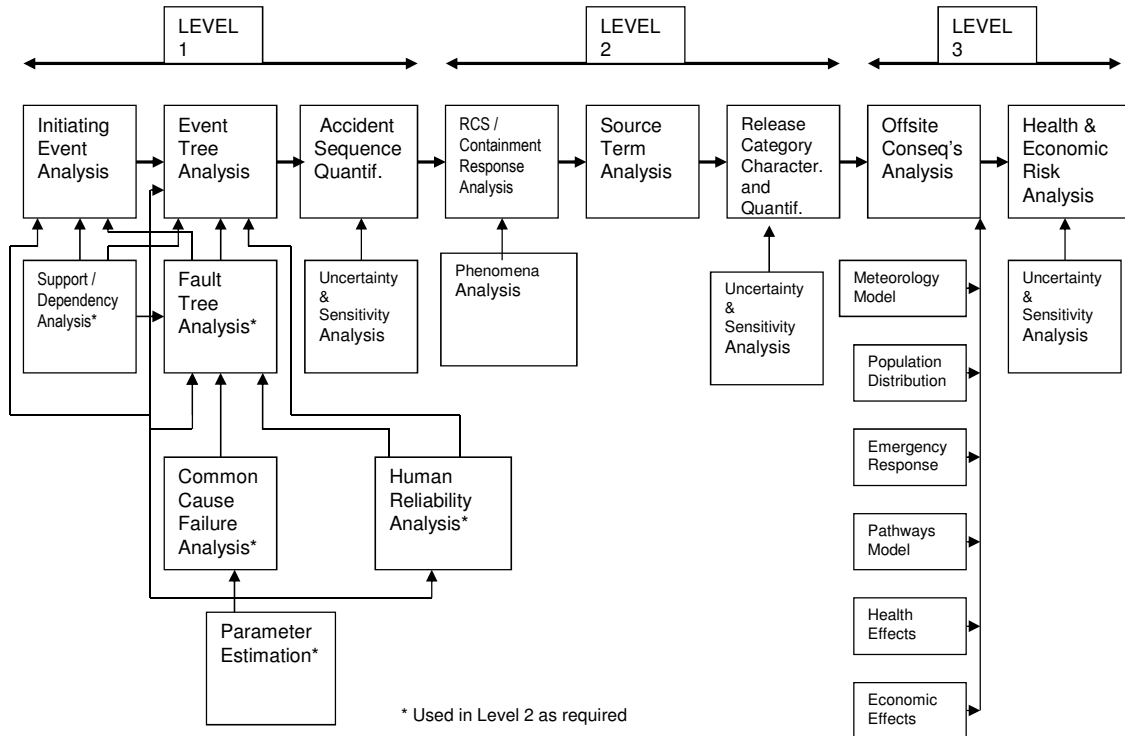 LEVEL
1
LEVEL
2
LEVEL
3
Initiating
Event
Analysis
Event
Tree
Analysis
Accident
Sequence
Quantif.
RCS /
Containment
Response
Analysis
Source
Term
Analysis
Release
Category
Character.
and
Quantif.
Offsite
Conseq's
Analysis
Health &
Economic
Risk
Analysis
Support /
Dependency
Analysis*
Fault
Tree
Analysis*
Uncertainty
&
Sensitivity
Analysis
Phenomena
Analysis
Uncertainty
&
Sensitivity
Analysis
Meteorology
Model
Uncertainty
&
Sensitivity
Analysis
Population
Distribution
Emergency
Response
Common
Cause
Failure
Analysis*
Human
Reliability
Analysis*
Pathways
Model
Parameter
Estimation*
Health
Effects
Economic
Effects
* Used in Level 2 as required